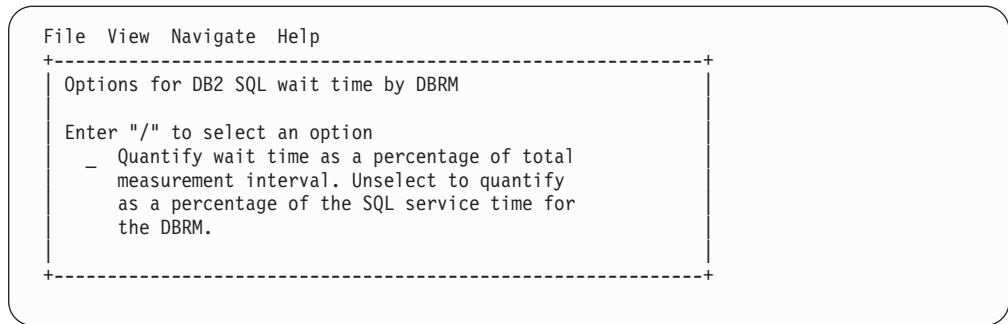 File View Navigate Help
+--------------------------------------------------------------+
| Options for DB2 SQL wait time by DBRM |
| Enter "/" to select an option |
| _ Quantify wait time as a percentage of total |
| measurement interval. Unselect to quantify |
| as a percentage of the SQL service time for |
| the DBRM. |
+--------------------------------------------------------------+